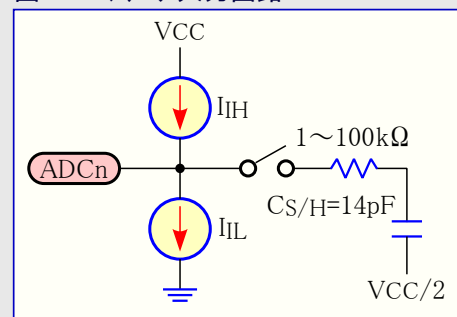 VCC
IIH
1～100kΩ
ADCn
CS/H=14pF
IIL
VCC/2